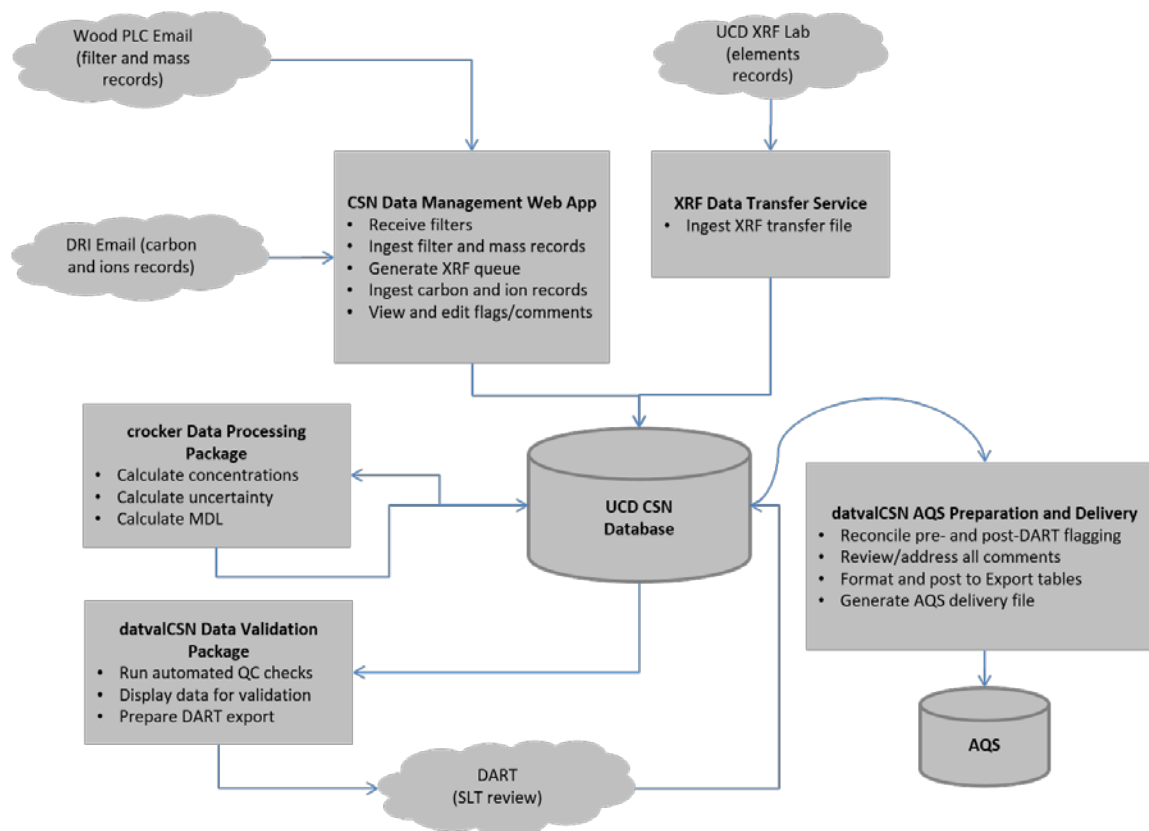 Wood PLC Email
(filter and mass
records)
UCD XRF Lab
(elements
records)
CSN Data Management Web App
• Receive filters
• Ingest filter and mass records
• Generate XRF queue
• Ingest carbon and ion records
• View and edit flags/comments
XRF Data Transfer Service
• Ingest XRF transfer file
DRI Email (carbon
and ions records)
crocker Data Processing
Package
• Calculate concentrations
• Calculate uncertainty
• Calculate MDL
UCD CSN
Database
datvalCSN AQS Preparation and Delivery
• Reconcile pre- and post-DART flagging
• Review/address all comments
• Format and post to Export tables
• Generate AQS delivery file
datvalCSN Data Validation
Package
• Run automated QC checks
• Display data for validation
• Prepare DART export
AQS
DART
(SLT review)